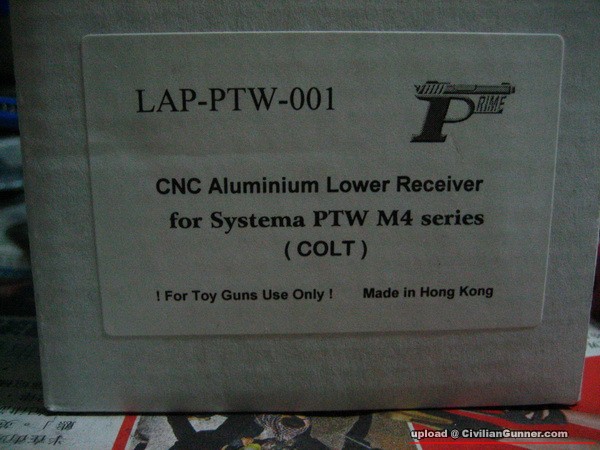 LAP-PTW-001
PRIME
CNC Aluminium Lower Receiver
for Systema PTW M4 series
( COLT )
! For Toy Guns Use Only ! Made in Hong Kong
upload @ CivilianGunner.com